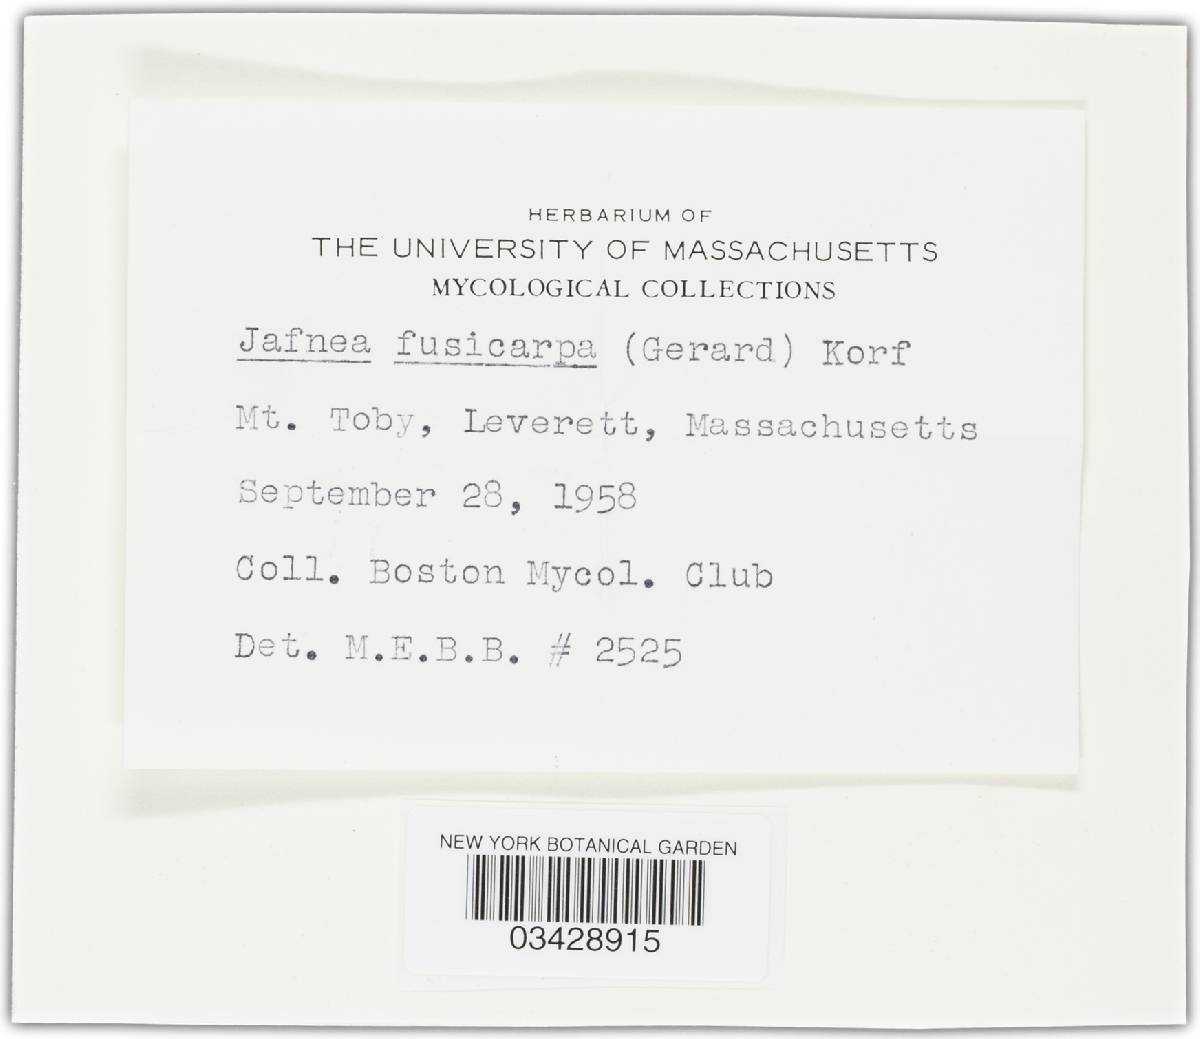 HERBARIUM OF
THE UNIVERSITY OF MASSACHUSETTS
MYCOLOGICAL COLLECTIONS
Jafnea fusicarpa (Gerard) Korf
Mt. Toby, Leverett, Massachusetts
September 28, 1958
Coll. Boston Mycol. Club
Det. M.E.B.B. # 2525
NEW YORK BOTANICAL GARDEN
03428915